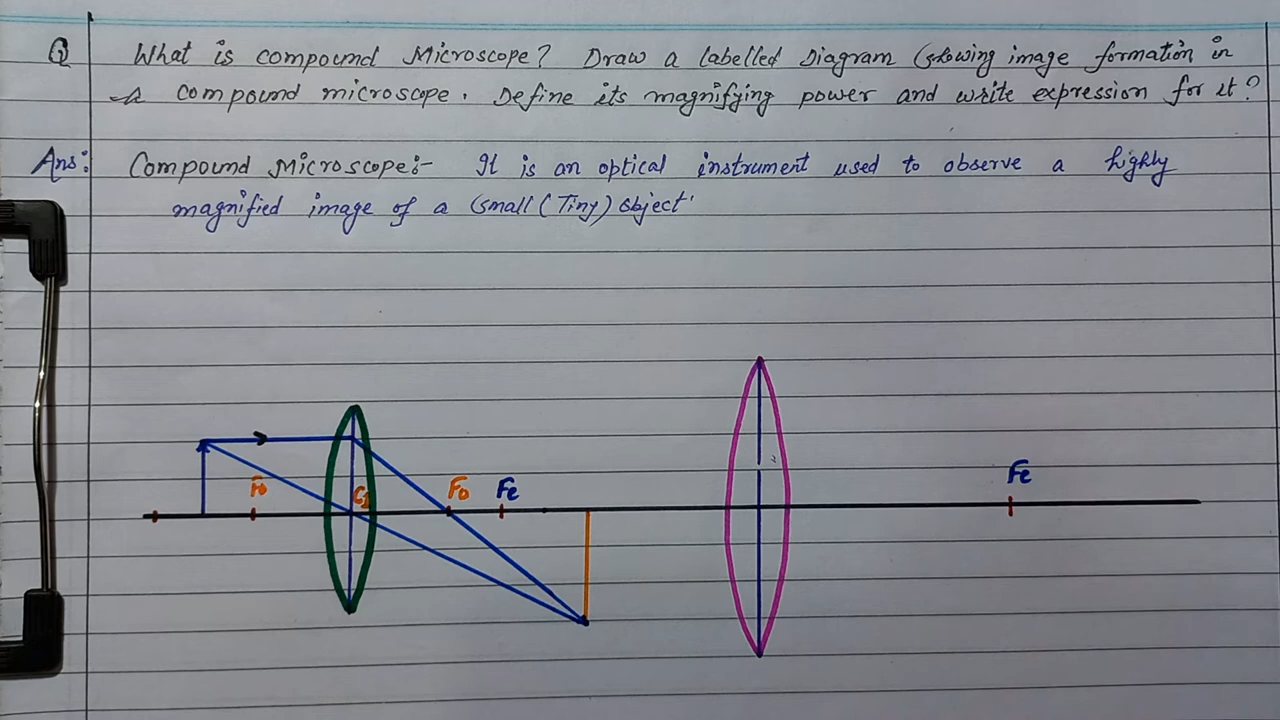 Q What is compound Microscope? Draw a labelled Diagram showing image formation in
a compound microscope. Define its magnifying power and write expression for it?
Ans: Compound Microscope:- It is an optical instrument used to observe a highly
magnified image of a small (Tiny) object.
Fe
Fo C1 Fo Fe